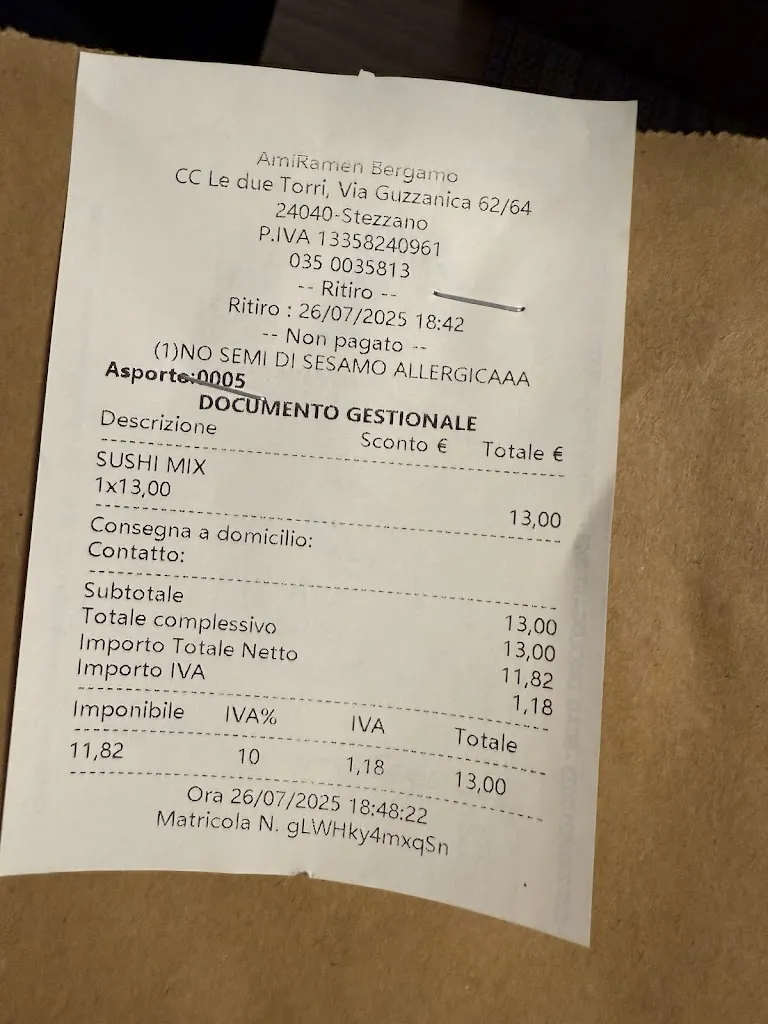 AmiRamen Bergamo
CC Le due Torri, Via Guzzanica 62/64
24040-Stezzano
P.IVA 13358240961
035 0035813
-- Ritiro --
Ritiro : 26/07/2025 18:42
-- Non pagato --
(1)NO SEMI DI SESAMO ALLERGICAAA
Asporto:0005
DOCUMENTO GESTIONALE
Descrizione Sconto € Totale €
SUSHI MIX
1x13,00 13,00
Consegna a domicilio:
Contatto:
Subtotale 13,00
Totale complessivo 13,00
Importo Totale Netto 11,82
Importo IVA 1,18
Imponibile IVA% IVA Totale
11,82 10 1,18 13,00
Ora 26/07/2025 18:48:22
Matricola N. gLWHky4mxqSn